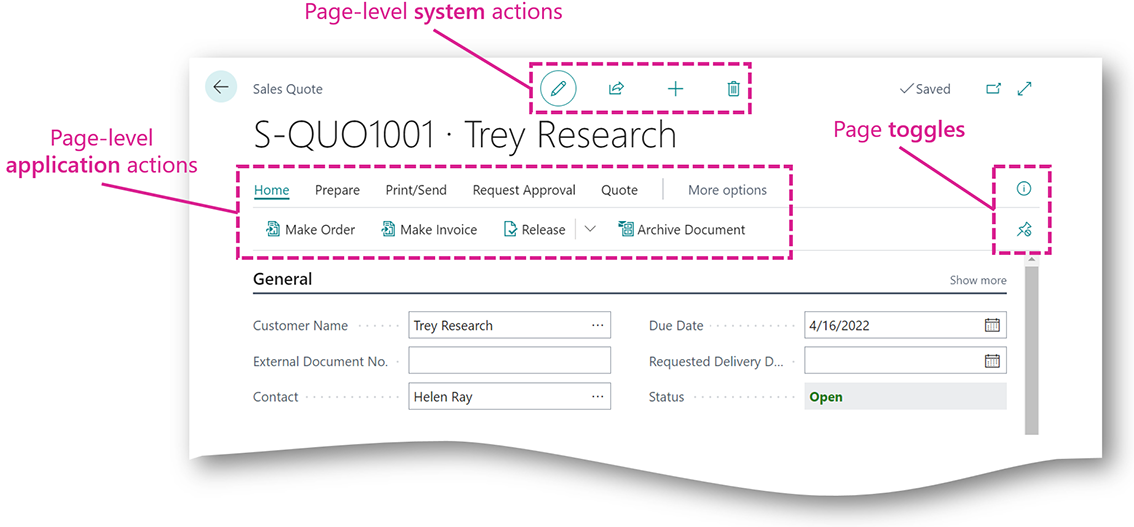 Page-level system actions
Sales Quote
Saved
S-QUO1001 · Trey Research
Page-level
application actions
Page toggles
Home Prepare Print/Send Request Approval Quote More options
Make Order Make Invoice Release Archive Document
General
Show more
Customer Name Trey Research ...
Due Date 4/16/2022
External Document No.
Requested Delivery D...
Contact Helen Ray ...
Status Open